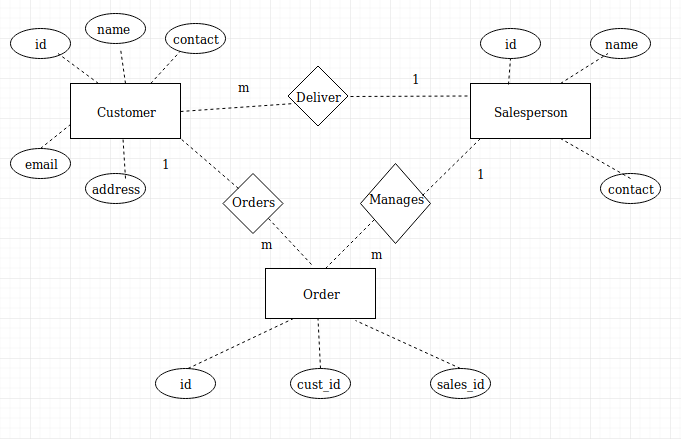 name
id
contact
id
name
m
Deliver
1
Customer
Salesperson
email
address
1
Orders
Manages
1
contact
m
m
Order
id
cust_id
sales_id